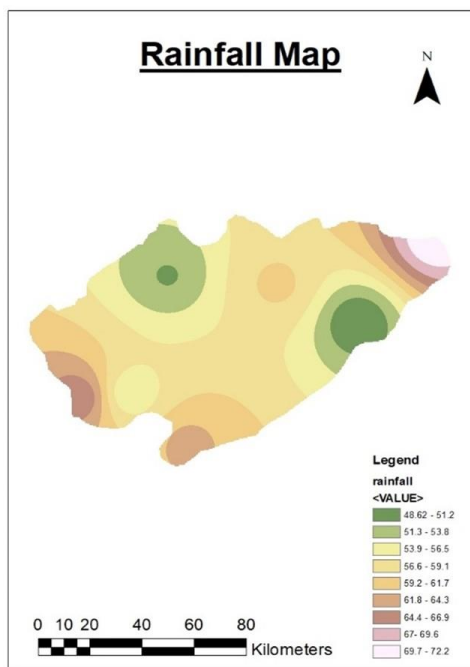 Rainfall Map
N
Legend
rainfall
<VALUE>
48.62 - 51.2
51.3 - 53.8
53.9 - 56.5
56.6 - 59.1
59.2 - 61.7
61.8 - 64.3
64.4 - 66.9
67- 69.6
69.7 - 72.2
0 10 20 40 60 80
Kilometers